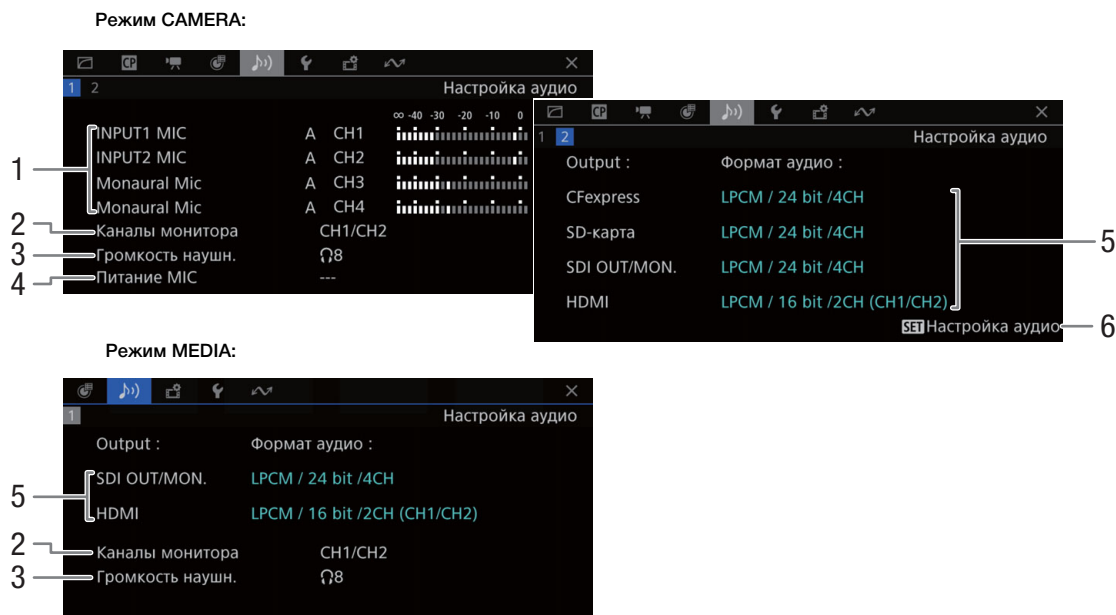 Режим CAMERA:
CP
1 2 Настройка аудио
∞ -40 -30 -20 -10 0
INPUT1 MIC A CH1
INPUT2 MIC A CH2
Monaural Mic A CH3
Monaural Mic A CH4
Каналы монитора CH1/CH2
Громкость наушн. 8
Питание MIC ---
1
2
3
4
CP
1 2 Настройка аудио
Output : Формат аудио :
CFexpress LPCM / 24 bit /4CH
SD-карта LPCM / 24 bit /4CH
SDI OUT/MON. LPCM / 24 bit /4CH
HDMI LPCM / 16 bit /2CH (CH1/CH2)
SET Настройка аудио
5
6
Режим MEDIA:
1 Настройка аудио
Output : Формат аудио :
SDI OUT/MON. LPCM / 24 bit /4CH
HDMI LPCM / 16 bit /2CH (CH1/CH2)
Каналы монитора CH1/CH2
Громкость наушн. 8
5
2
3